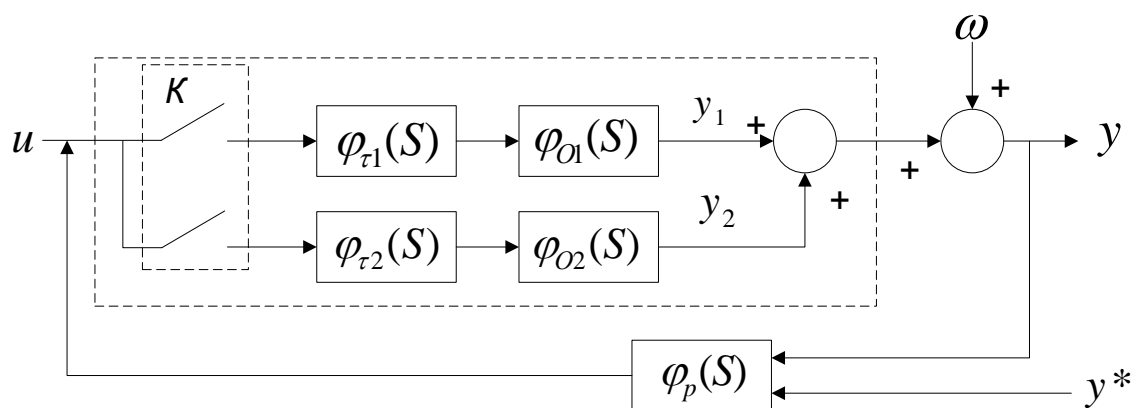 ω
+
К
u
φτ1(S)
φO1(S)
y1
+
+
+
y
φτ2(S)
φO2(S)
y2
φp(S)
y*